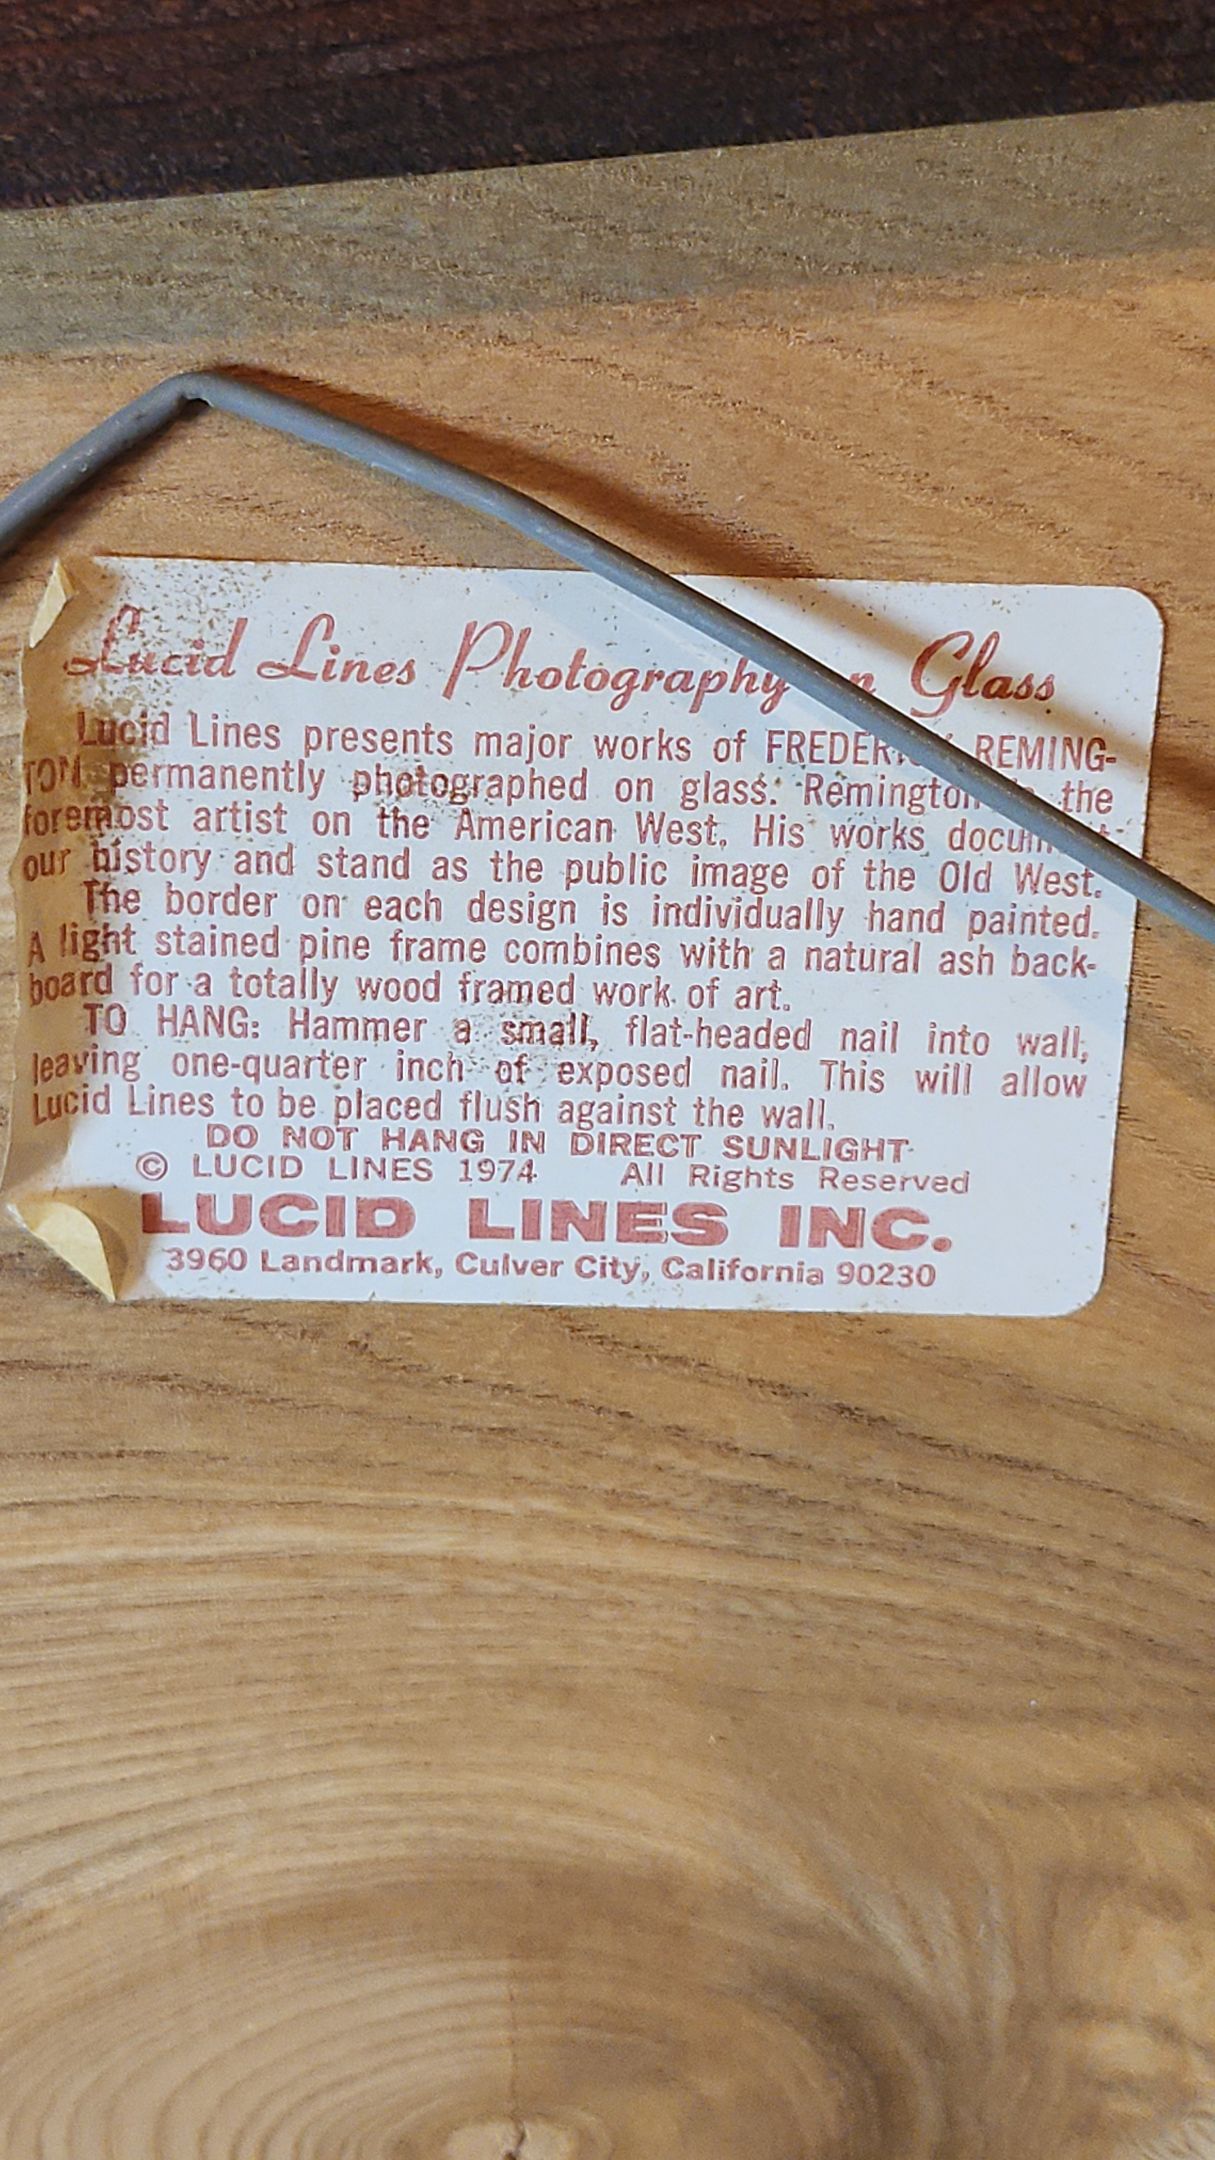 Lucid Lines Photography n Glass
Lucid Lines presents major works of REMING-
TON permanently photographed on glass. Remington the
foremost artist on the American West. His works
our history and stand as the public image of the Old West.
The border on each design is individually hand painted.
A light stained pine frame combines with a natural ash back-
board for a totally wood framed work of art.
TO HANG: Hammer a small, flat-headed nail into wall,
leaving one-quarter inch of exposed nail. This will allow
Lucid Lines to be placed flush against the wall.
DO NOT HANG IN DIRECT SUNLIGHT
© LUCID LINES 1974 All Rights Reserved
LUCID LINES INC.
3960 Landmark, Culver City, California 90230